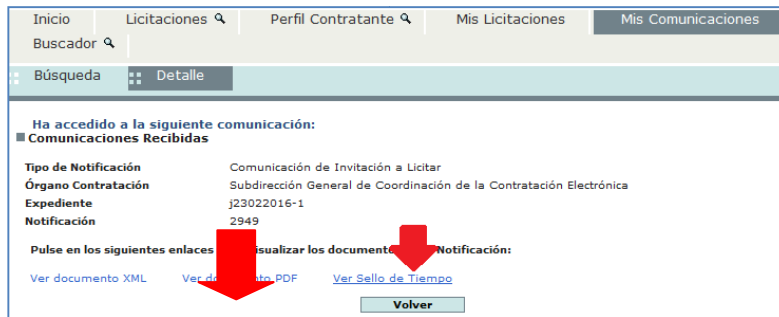 Inicio Licitaciones Perfil Contratante Mis Licitaciones Mis Comunicaciones
Buscador
Búsqueda Detalle
Ha accedido a la siguiente comunicación:
Comunicaciones Recibidas
Tipo de Notificación Comunicación de Invitación a Licitar
Órgano Contratación Subdirección General de Coordinación de la Contratación Electrónica
Expediente j23022016-1
Notificación 2949
Pulse en los siguientes enlaces visualizar los documento Notificación:
Ver documento XML Ver documento PDF Ver Sello de Tiempo
Volver